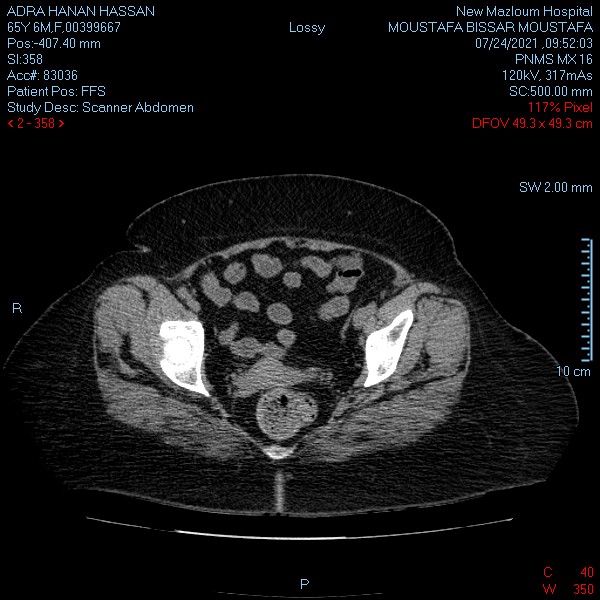 ADRA HANAN HASSAN
65Y 6M,F,00399667
Pos:-407.40 mm
SI:358
Acc#: 83036
Patient Pos: FFS
Study Desc: Scanner Abdomen
< 2 - 358 >
Lossy
New Mazloum Hospital
MOUSTAFA BISSAR MOUSTAFA
07/24/2021 ,09:52:03
PNMS MX 16
120kV, 317mAs
SC:500.00 mm
117% Pixel
DFOV 49.3 x 49.3 cm
SW 2.00 mm
R
10 cm
P
C 40
W 350